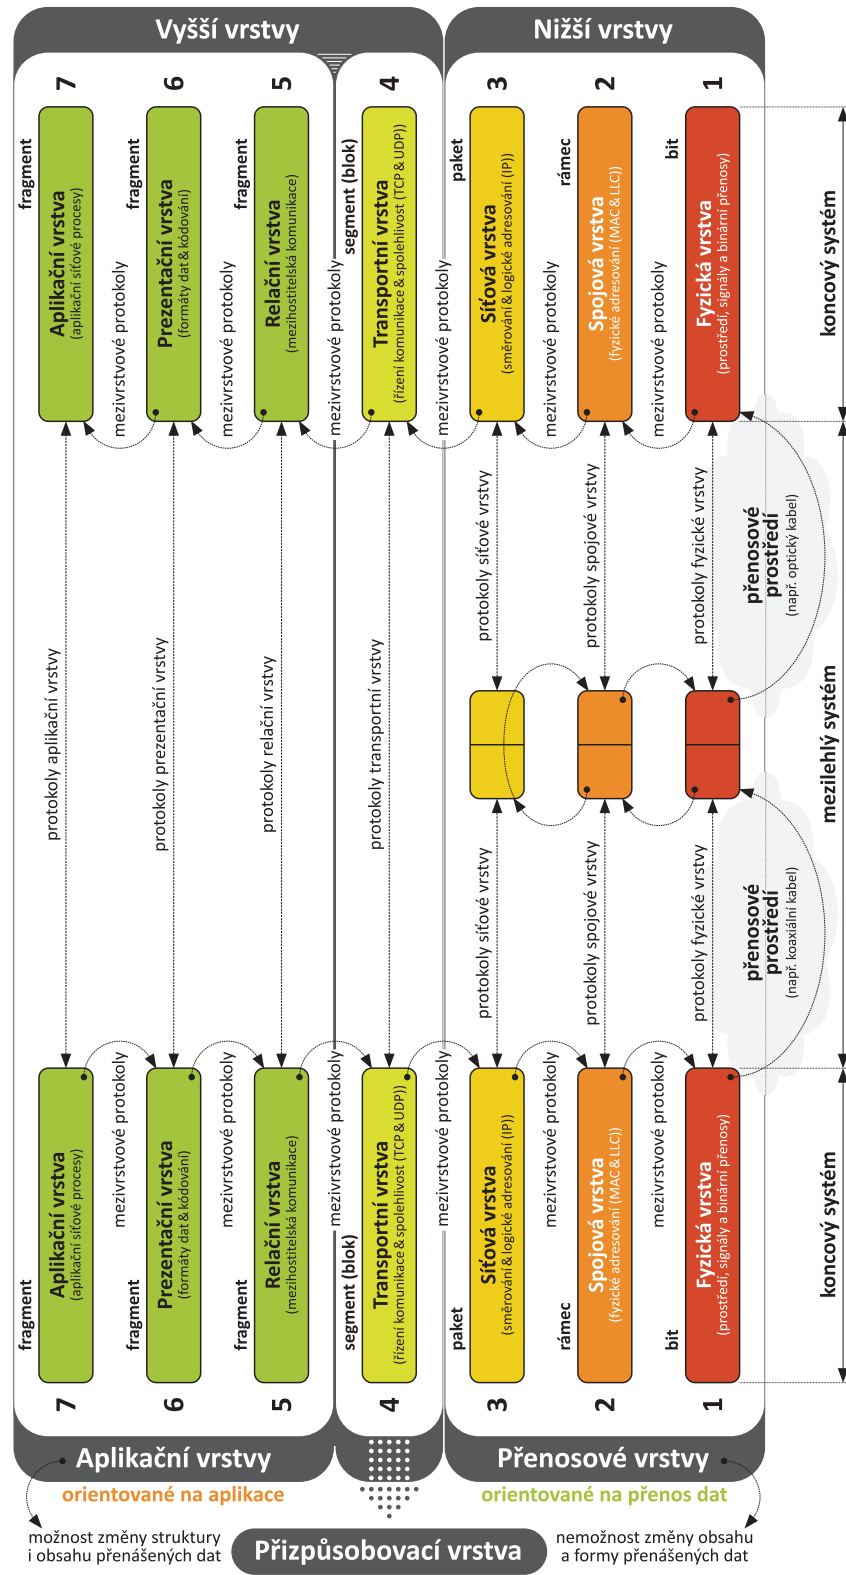 Vyšší vrstvy
Nižší vrstvy
7
6
5
4
3
2
1
fragment
Aplikační vrstva
(aplikační síťové procesy)
fragment
Prezentační vrstva
(formáty dat & kódování)
fragment
Relační vrstva
(mezihostitelská komunikace)
segment (blok)
Transportní vrstva
(řízení komunikace & spolehlivost (TCP & UDP))
paket
Síťová vrstva
(směrování & logické adresování (IP))
rámec
Spojová vrstva
(fyzické adresování (MAC & LLC))
bit
Fyzická vrstva
(prostředí, signály a binární přenosy)
koncový systém
mezivrstvové protokoly
mezivrstvové protokoly
mezivrstvové protokoly
mezivrstvové protokoly
mezivrstvové protokoly
mezivrstvové protokoly
protokoly aplikační vrstvy
protokoly prezentační vrstvy
protokoly relační vrstvy
protokoly transportní vrstvy
protokoly síťové vrstvy
protokoly spojové vrstvy
protokoly fyzické vrstvy
přenosové
prostředí
(např. optický kabel)
mezilehlý systém
protokoly síťové vrstvy
protokoly spojové vrstvy
protokoly fyzické vrstvy
přenosové
prostředí
(např. koaxiální kabel)
mezivrstvové protokoly
mezivrstvové protokoly
mezivrstvové protokoly
mezivrstvové protokoly
mezivrstvové protokoly
mezivrstvové protokoly
fragment
Aplikační vrstva
(aplikační síťové procesy)
fragment
Prezentační vrstva
(formáty dat & kódování)
fragment
Relační vrstva
(mezihostitelská komunikace)
segment (blok)
Transportní vrstva
(řízení komunikace & spolehlivost (TCP & UDP))
paket
Síťová vrstva
(směrování & logické adresování (IP))
rámec
Spojová vrstva
(fyzické adresování (MAC & LLC))
bit
Fyzická vrstva
(prostředí, signály a binární přenosy)
koncový systém
7
6
5
4
3
2
1
Aplikační vrstvy
Přenosové vrstvy
orientované na aplikace
orientované na přenos dat
možnost změny struktury
i obsahu přenášených dat
Přizpůsobovací vrstva
nemožnost změny obsahu
a formy přenášených dat